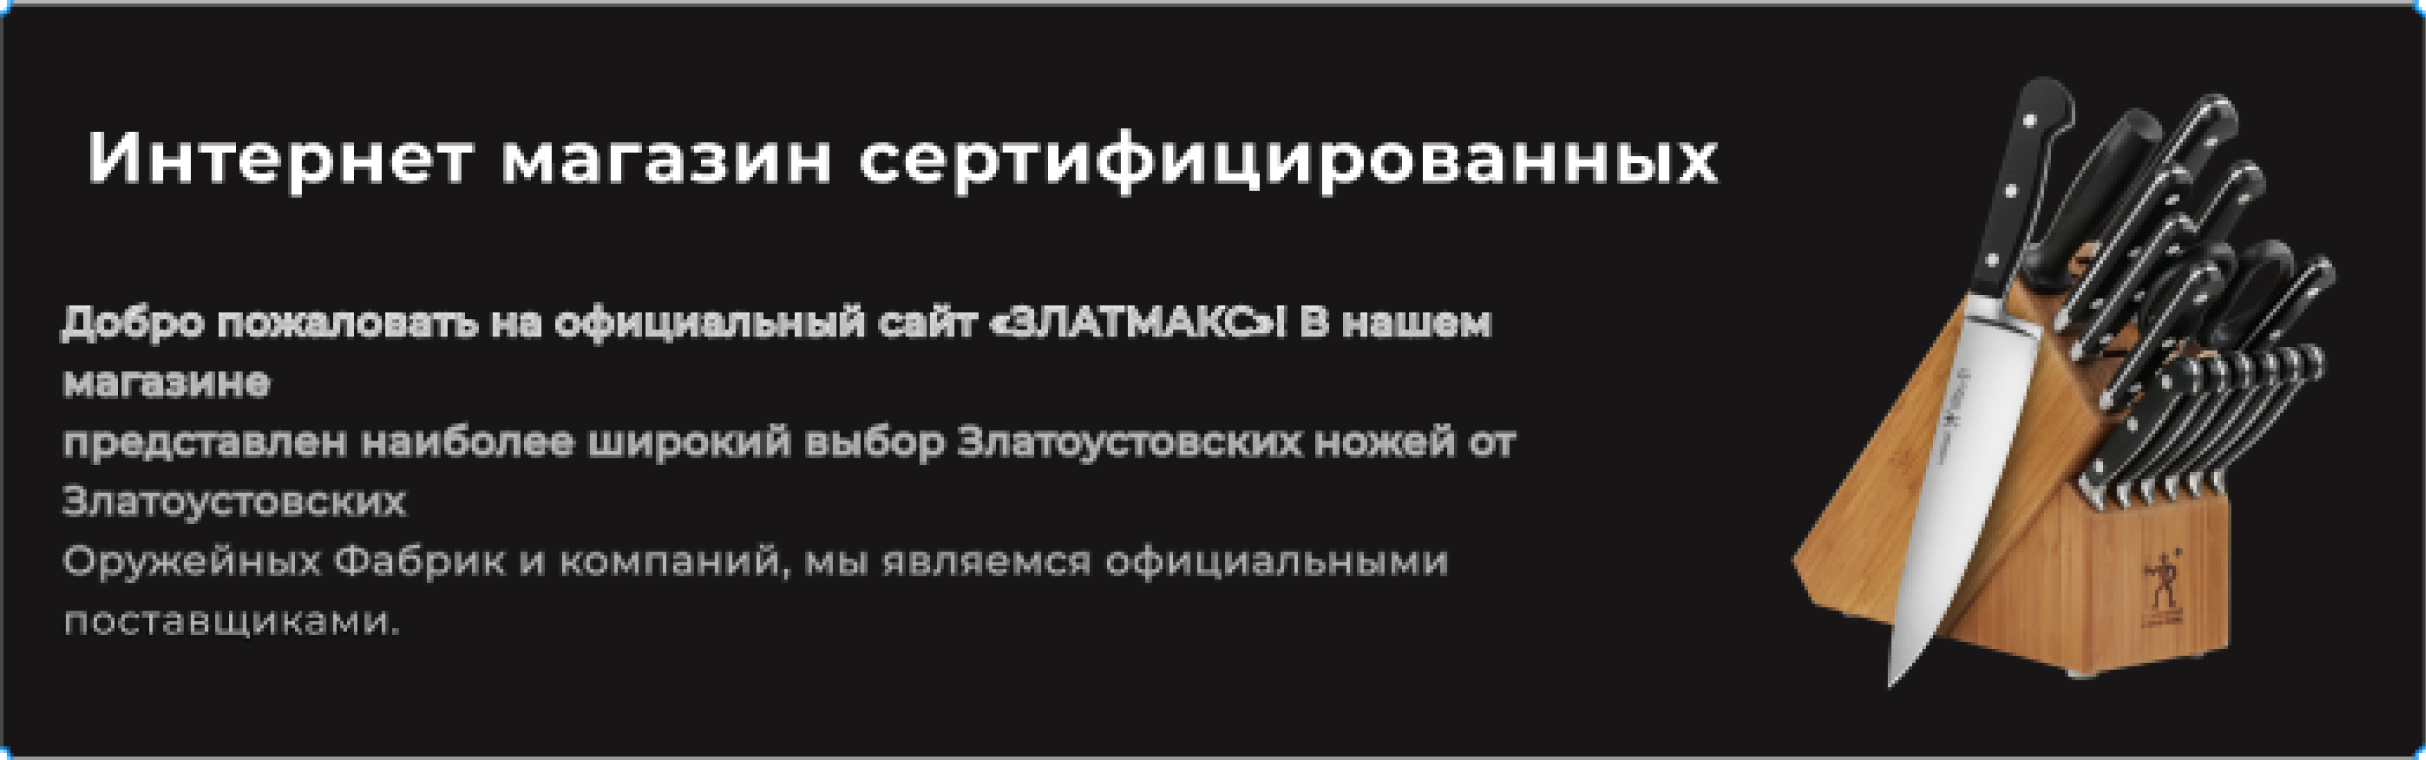 Интернет магазин сертифицированных
Добро пожаловать на официальный сайт «ЗЛАТМАКС»! В нашем
магазине
представлен наиболее широкий выбор Златоустовских ножей от
Златоустовских
Оружейных Фабрик и компаний, мы являемся официальными
поставщиками.